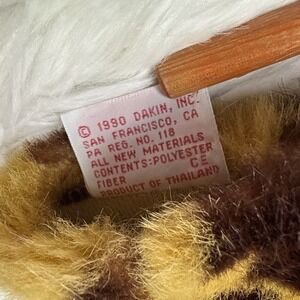 © 1990 DAKIN, INC.
SAN FRANCISCO, CA
PA. REG. NO. 118
ALL NEW MATERIALS
CONTENTS:POLYESTER
FIBER CE
PRODUCT OF THAILAND